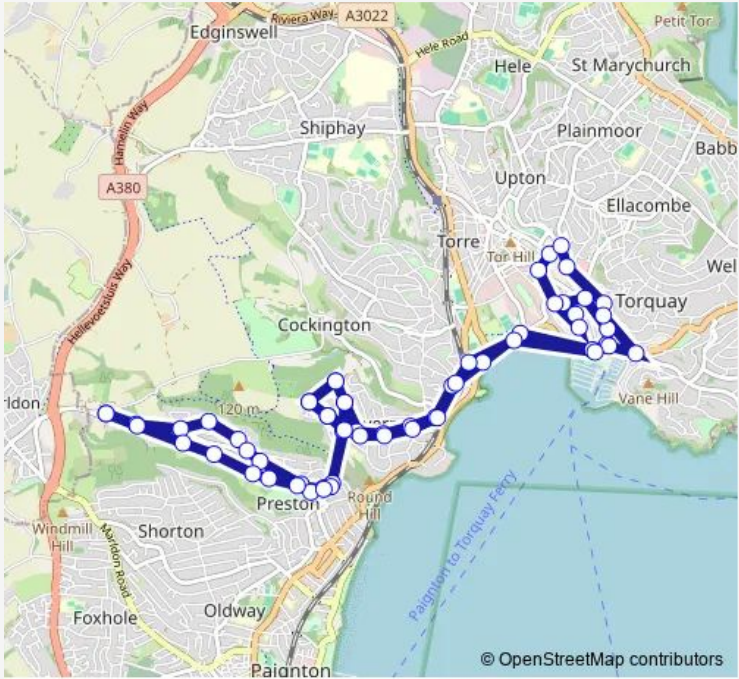 Riviera Way
A3022
Petit Tor
Edginswell
Hele Road
Hele
St Marychurch
Hamelin Way
Shiphay
Plainmoor
Babb
A380
Upton
Ellacombe
Torre
Tor Hill
Wel
Hellevoetsluis Way
Torquay
Cockington
120 m
Vane Hill
Preston
Round
Hill
Windmill
Hill
Shorton
Marldon Road
Paignton to Torquay Ferry
Oldway
Foxhole
Paignton
© OpenStreetMap contributors